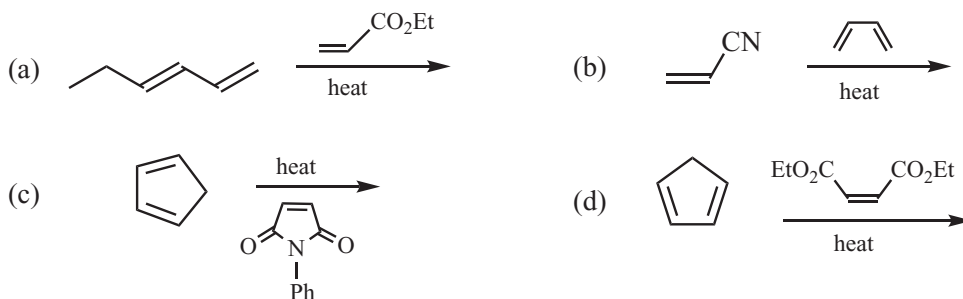 (a)
CO2Et
heat
(b)
CN
heat
(c)
heat
O
N
O
Ph
(d)
EtO2C
CO2Et
heat